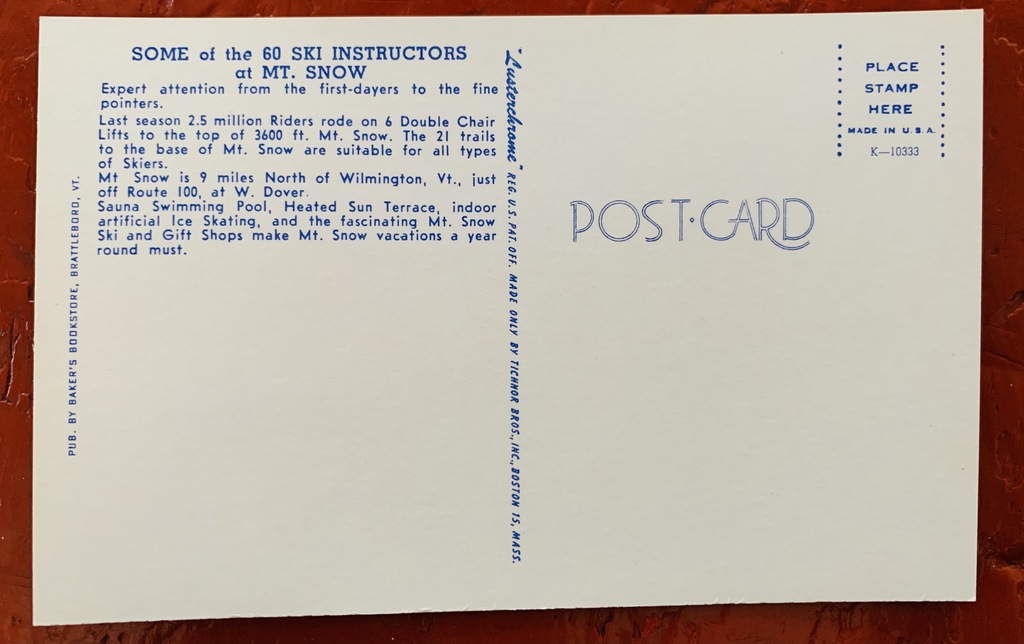 SOME of the 60 SKI INSTRUCTORS
at MT. SNOW
Expert attention from the first-dayers to the fine
pointers.
Last season 2.5 million Riders rode on 6 Double Chair
Lifts to the top of 3600 ft. Mt. Snow. The 21 trails
to the base of Mt. Snow are suitable for all types
of Skiers.
Mt Snow is 9 miles North of Wilmington, Vt., just
off Route 100, at W. Dover.
Sauna Swimming Pool, Heated Sun Terrace, indoor
artificial Ice Skating, and the fascinating Mt. Snow
Ski and Gift Shops make Mt. Snow vacations a year
round must.
PUB. BY BAKER'S BOOKSTORE, BRATTLEBORO, VT.
"Lusterchrome" REG. U.S. PAT. OFF. MADE ONLY BY TICHNOR BROS., INC., BOSTON 15, MASS.
POST·CARD
PLACE
STAMP
HERE
MADE IN U.S.A.
K—10333